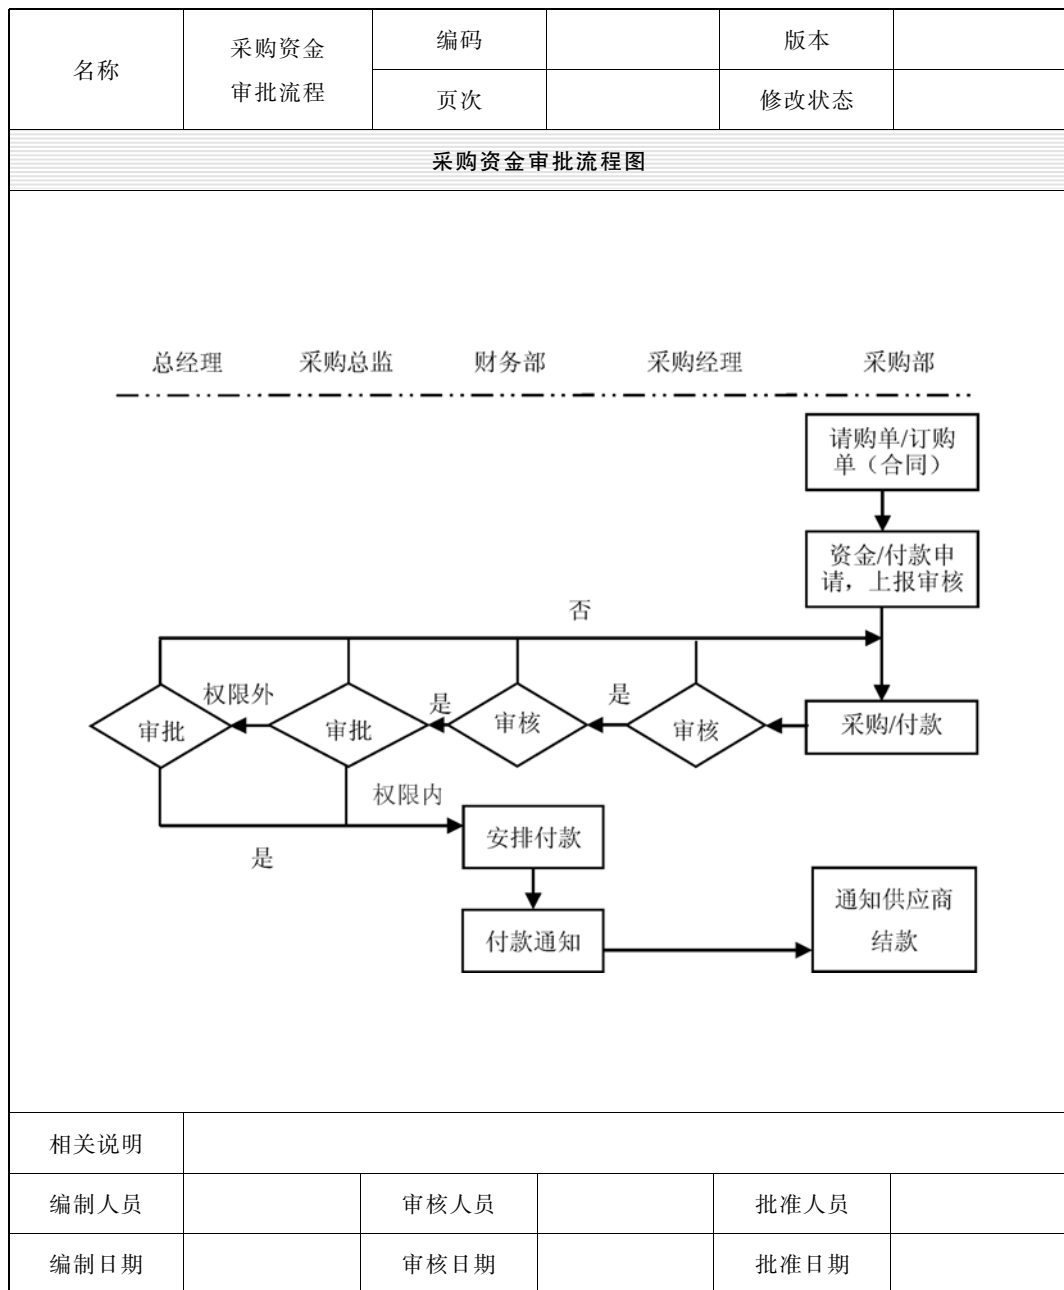 名称
采购资金
审批流程
编码
版本
页次
修改状态
采购资金审批流程图
总经理
采购总监
财务部
采购经理
采购部
请购单/订购
单（合同）
资金/付款申
请，上报审核
否
权限外
是
是
审批
审批
审核
审核
采购/付款
权限内
是
安排付款
付款通知
通知供应商
结款
相关说明
编制人员
审核人员
批准人员
编制日期
审核日期
批准日期